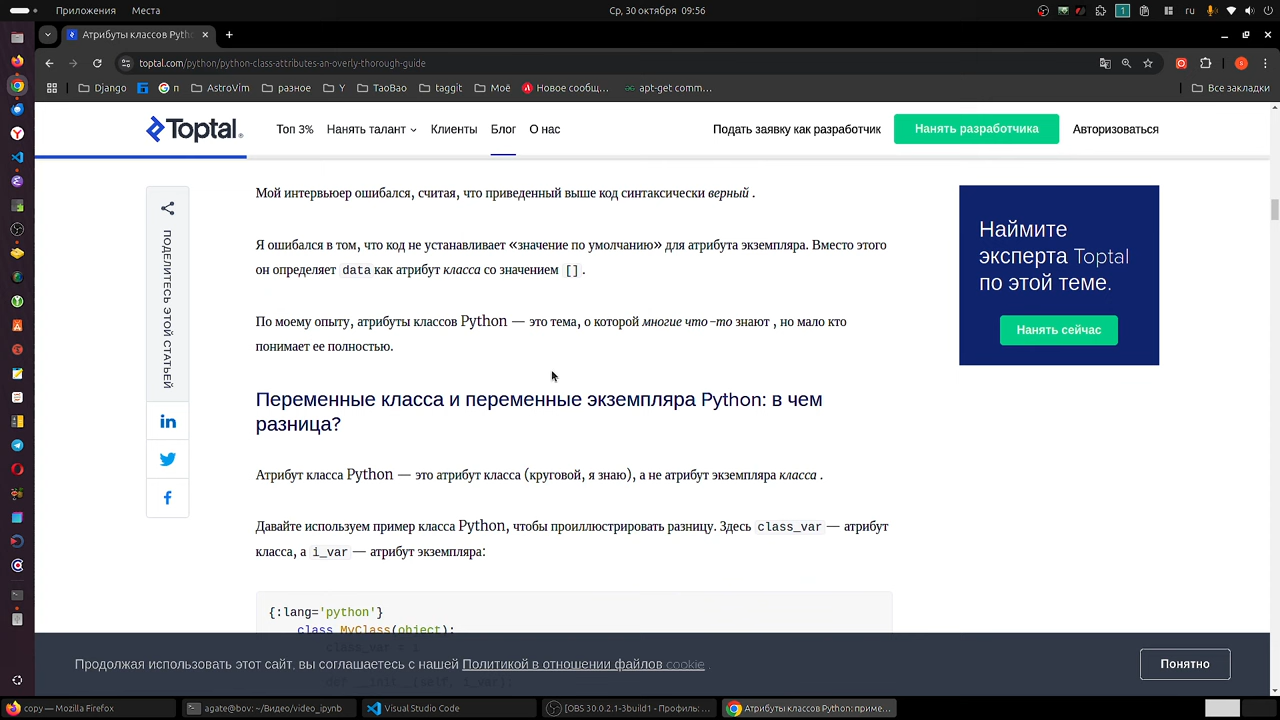 Приложения Места
Ср, 30 октября 09:56
1
ru
Атрибуты классов Pyth
toptal.com/python/python-class-attributes-an-overly-thorough-guide
Django
n
AstroVim
разное
Y
TaoBao
taggit
Моё
Новое сообщ...
apt-get comm...
Все закладки
Toptal
Топ 3%
Нанять талант
Клиенты
Блог
О нас
Подать заявку как разработчик
Нанять разработчика
Авторизоваться
ПОДЕЛИТЕСЬ ЭТОЙ СТАТЬЕЙ
Мой интервьюер ошибался, считая, что приведенный выше код синтаксически верный .
Я ошибался в том, что код не устанавливает «значение по умолчанию» для атрибута экземпляра. Вместо этого
он определяет data как атрибут класса со значением [].
По моему опыту, атрибуты классов Python — это тема, о которой многие что-то знают , но мало кто
понимает ее полностью.
Переменные класса и переменные экземпляра Python: в чем
разница?
Атрибут класса Python — это атрибут класса (круговой, я знаю), а не атрибут экземпляра класса .
Давайте используем пример класса Python, чтобы проиллюстрировать разницу. Здесь class_var — атрибут
класса, а i_var — атрибут экземпляра:
{:lang='python'}
class MyClass(object):
class_var = 1
def __init__(self, i_var):
Наймите
эксперта Toptal
по этой теме.
Нанять сейчас
Продолжая использовать этот сайт, вы соглашаетесь с нашей Политикой в отношении файлов cookie .
Понятно
copy — Mozilla Firefox
agate@bov: ~/Видео/video_ipynb
Visual Studio Code
[OBS 30.0.2.1-3build1 - Профиль: ...
Атрибуты классов Python: приме...